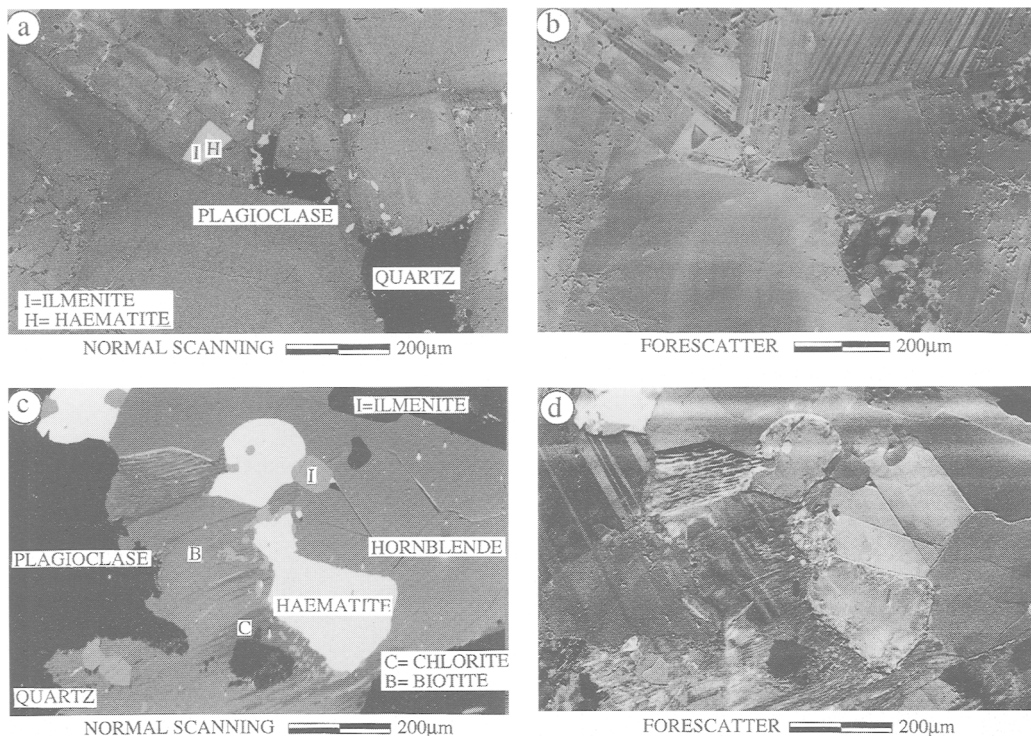 a
I H
PLAGIOCLASE
QUARTZ
I=ILMENITE
H= HAEMATITE
NORMAL SCANNING 200µm
b
FORESCATTER 200µm
c
I=ILMENITE
I
HORNBLENDE
PLAGIOCLASE
B
HAEMATITE
C
C= CHLORITE
B= BIOTITE
QUARTZ
NORMAL SCANNING 200µm
d
FORESCATTER 200µm